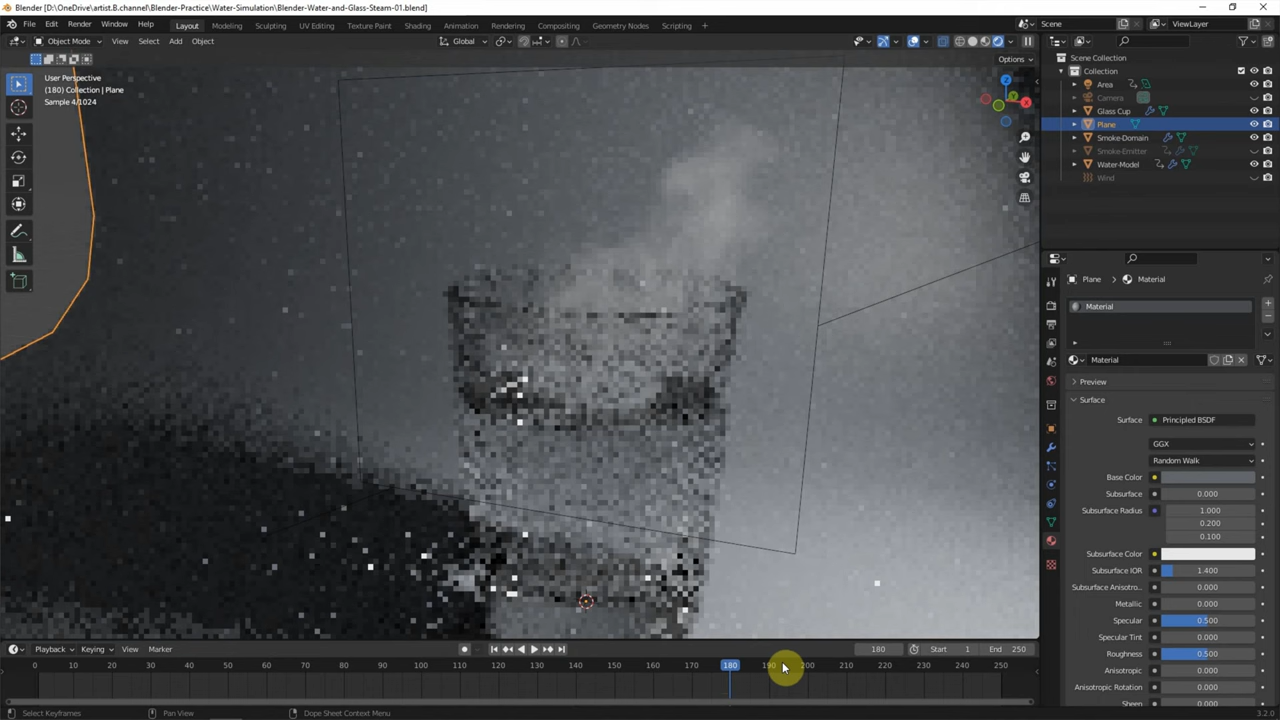 Blender [D:\OneDrive\artist.B.channel\Blender-Practice\Water-Simulation\Blender-Water-and-Glass-Steam-01.blend]
File Edit Render Window Help Layout Modeling Sculpting UV Editing Texture Paint Shading Animation Rendering Compositing Geometry Nodes Scripting + Scene ViewLayer
Object Mode View Select Add Object Global
Options
User Perspective
(180) Collection | Plane
Sample 4/1024
Z
Y
X
Scene Collection
Collection
Area
Camera
Glass Cup
Plane
Smoke-Domain
Smoke-Emitter
Water-Model
Wind
Plane > Material
Material
Material
Preview
Surface
Surface Principled BSDF
GGX
Random Walk
Base Color
Subsurface 0.000
Subsurface Radius 1.000
0.200
0.100
Subsurface Color
Subsurface IOR 1.400
Subsurface Anisotro.. 0.000
Metallic 0.000
Specular 0.500
Specular Tint 0.000
Roughness 0.500
Anisotropic 0.000
Anisotropic Rotation 0.000
Sheen 0.000
Playback Keying View Marker 180 Start 1 End 250
0 10 20 30 40 50 60 70 80 90 100 110 120 130 140 150 160 170 180 190 200 210 220 230 240 250
Select Keyframes Pan View Dope Sheet Context Menu 3.2.0